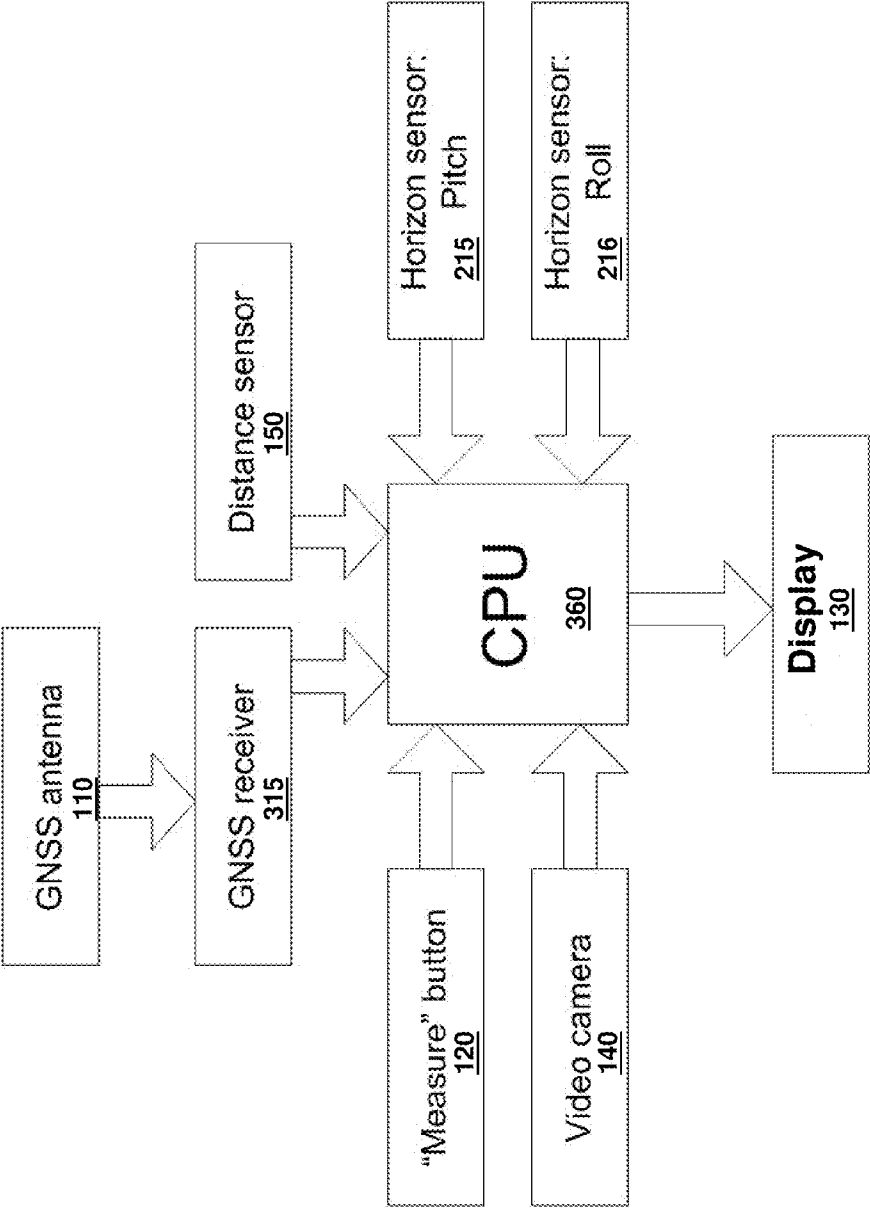 GNSS antenna
110
GNSS receiver
315
Distance sensor
150
"Measure” button
120
Video camera
140
CPU
360
Horizon sensor:
Pitch
215
Horizon sensor:
Roll
216
Display
130